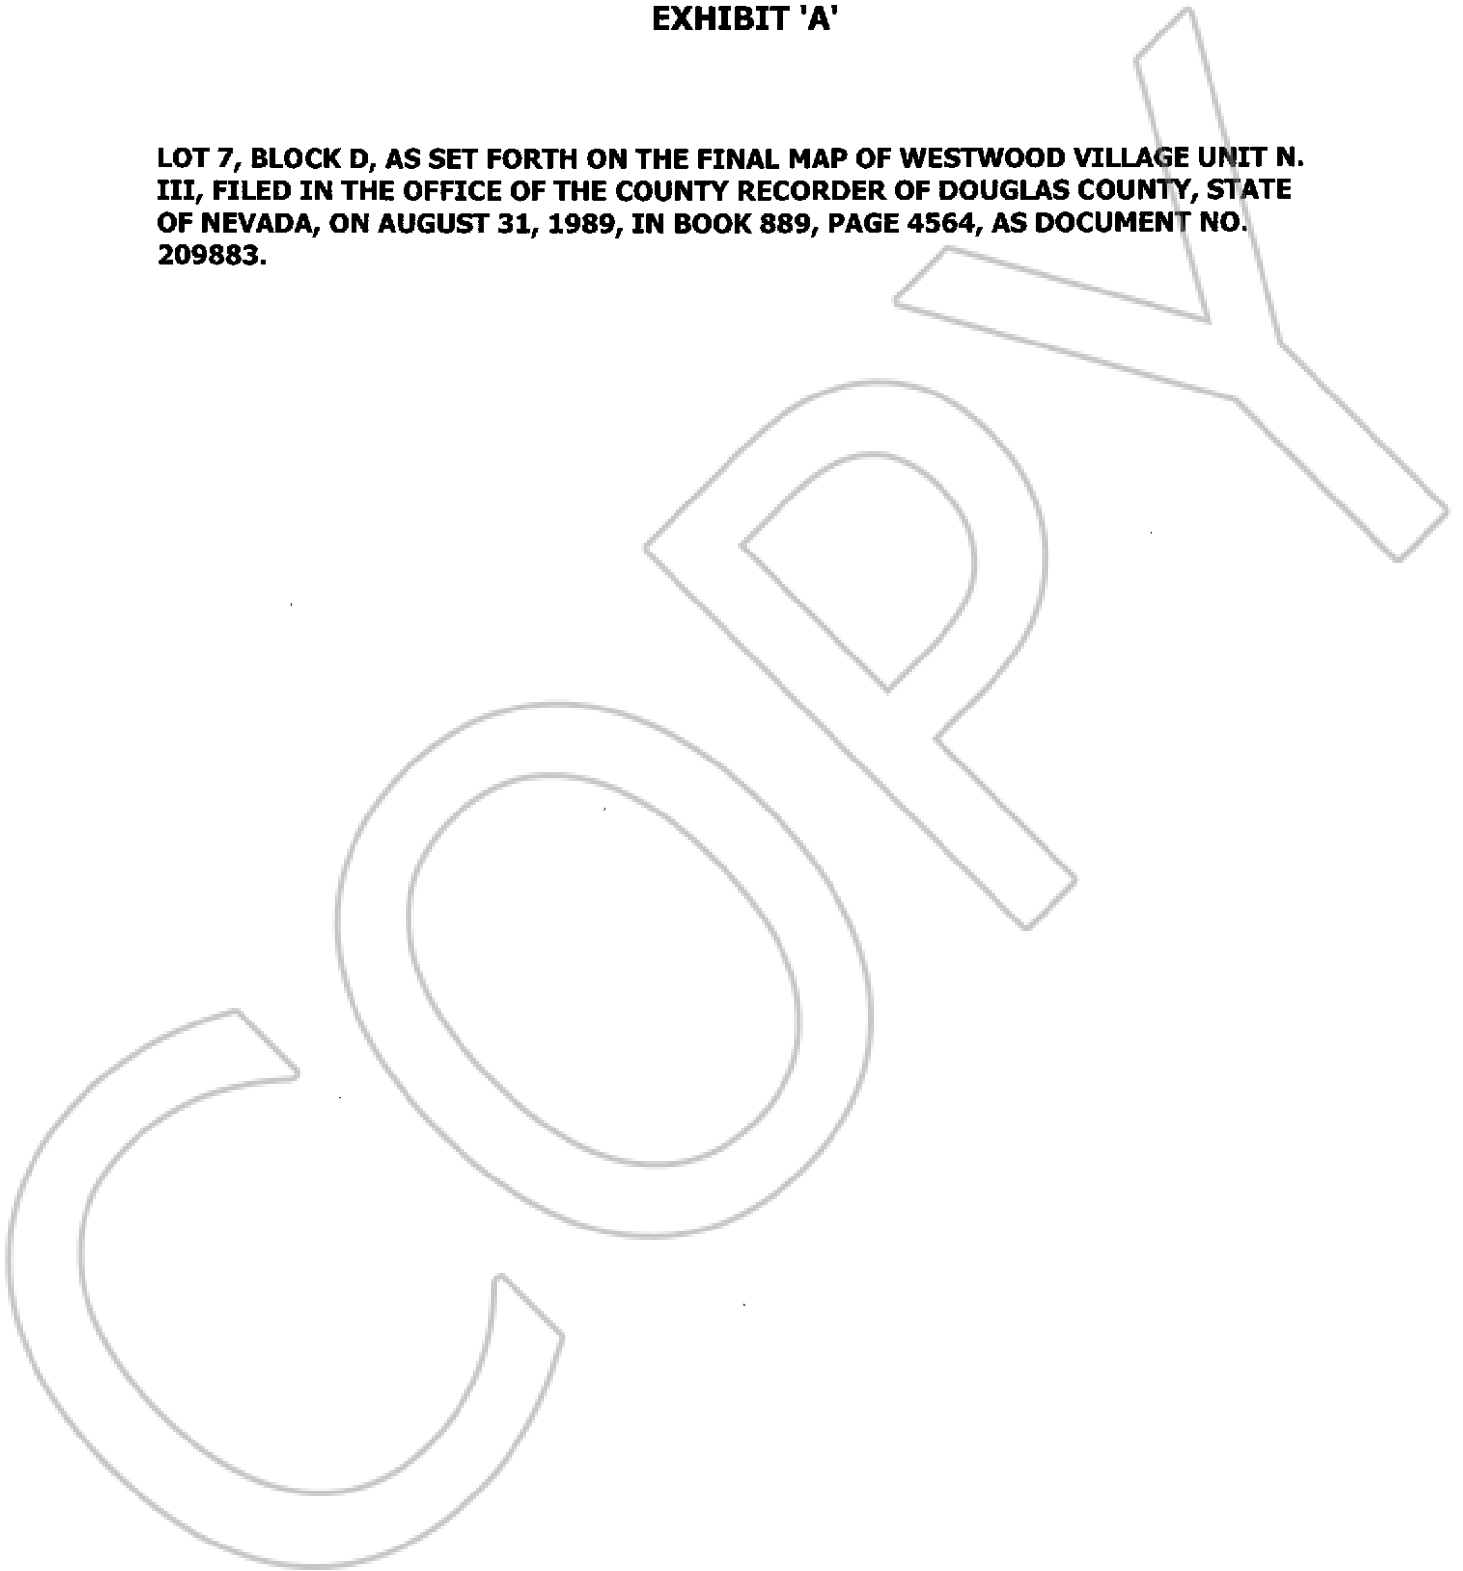 EXHIBIT 'A'
LOT 7, BLOCK D, AS SET FORTH ON THE FINAL MAP OF WESTWOOD VILLAGE UNIT N.
III, FILED IN THE OFFICE OF THE COUNTY RECORDER OF DOUGLAS COUNTY, STATE
OF NEVADA, ON AUGUST 31, 1989, IN BOOK 889, PAGE 4564, AS DOCUMENT NO.
209883.
COPY